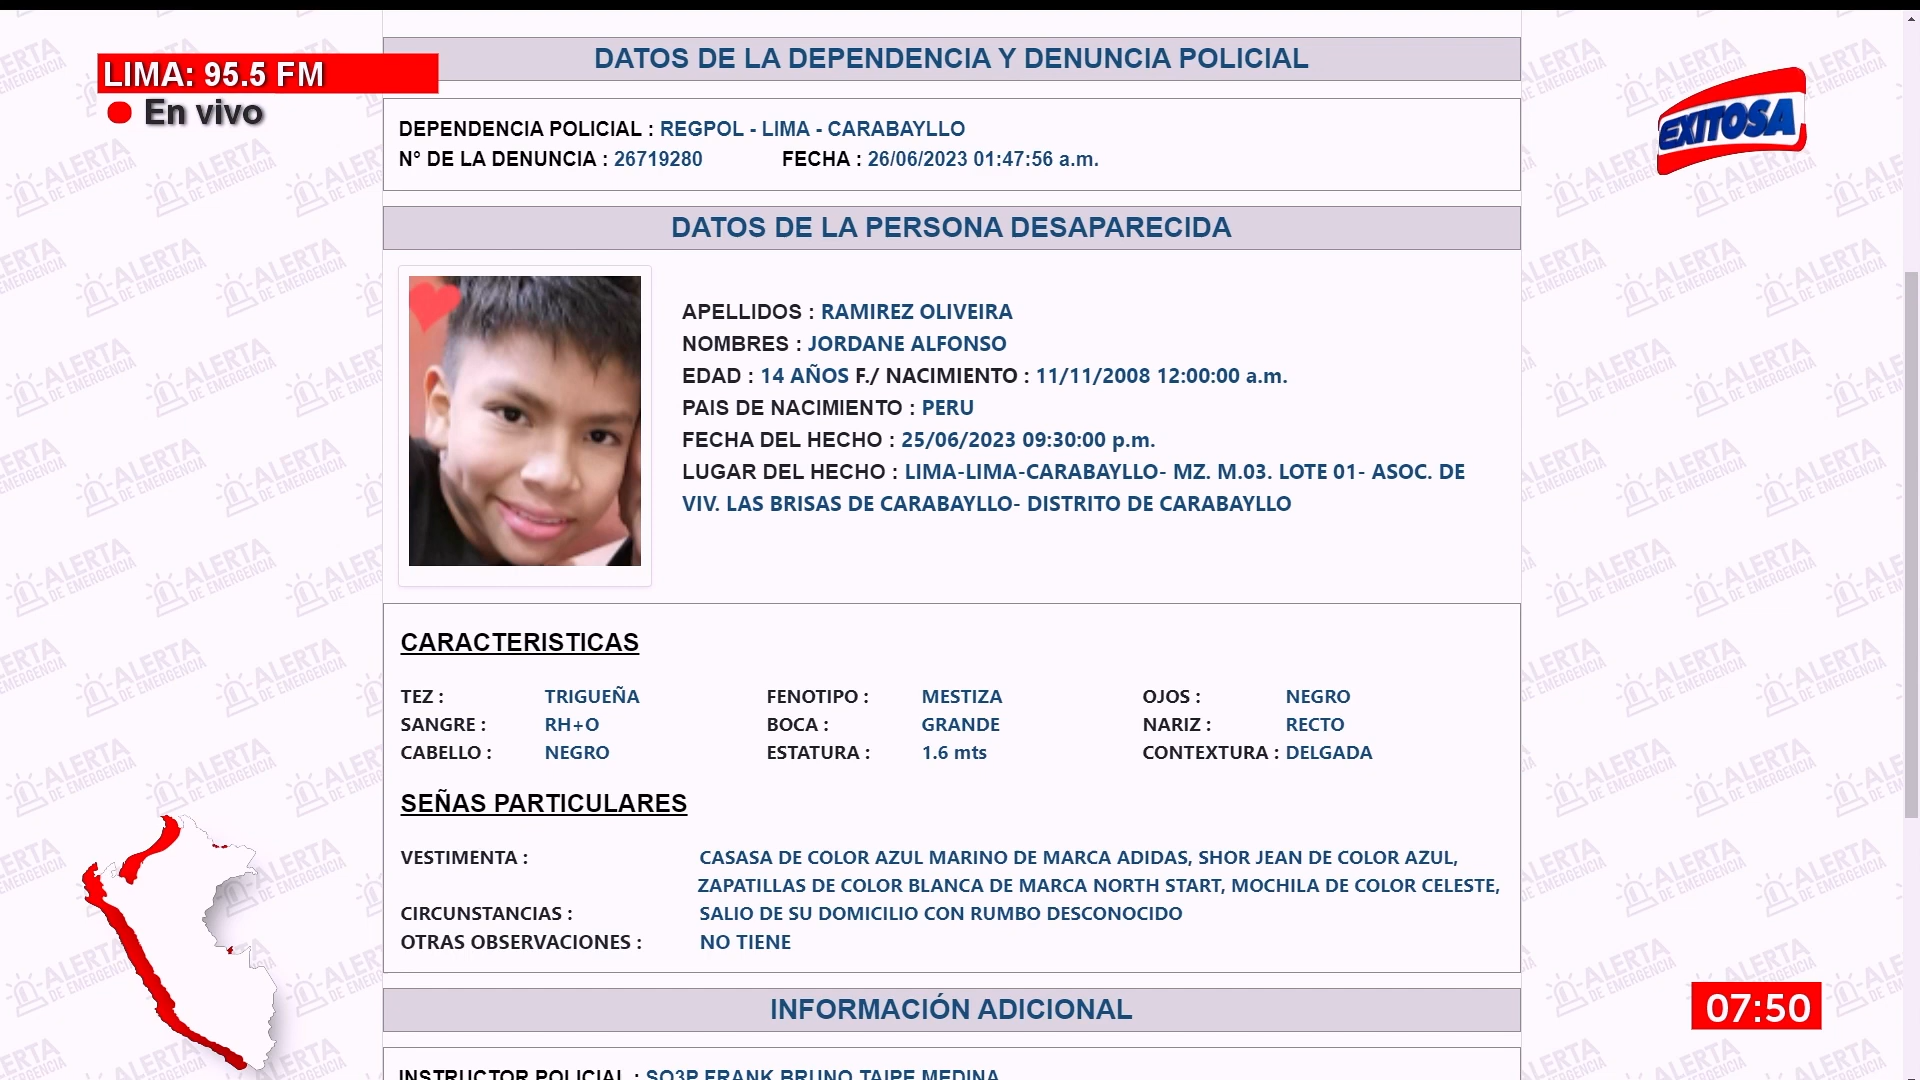 DATOS DE LA DEPENDENCIA Y DENUNCIA POLICIAL
LIMA: 95.5 FM
En vivo
EXITOSA
DEPENDENCIA POLICIAL : REGPOL - LIMA - CARABAYLLO
N° DE LA DENUNCIA : 26719280 FECHA : 26/06/2023 01:47:56 a.m.
DATOS DE LA PERSONA DESAPARECIDA
APELLIDOS : RAMIREZ OLIVEIRA
NOMBRES : JORDANE ALFONSO
EDAD : 14 AÑOS F./ NACIMIENTO : 11/11/2008 12:00:00 a.m.
PAIS DE NACIMIENTO : PERU
FECHA DEL HECHO : 25/06/2023 09:30:00 p.m.
LUGAR DEL HECHO : LIMA-LIMA-CARABAYLLO- MZ. M.03. LOTE 01- ASOC. DE
VIV. LAS BRISAS DE CARABAYLLO- DISTRITO DE CARABAYLLO
CARACTERISTICAS
TEZ : TRIGUEÑA FENOTIPO : MESTIZA OJOS : NEGRO
SANGRE : RH+O BOCA : GRANDE NARIZ : RECTO
CABELLO : NEGRO ESTATURA : 1.6 mts CONTEXTURA : DELGADA
SEÑAS PARTICULARES
VESTIMENTA : CASASA DE COLOR AZUL MARINO DE MARCA ADIDAS, SHOR JEAN DE COLOR AZUL,
ZAPATILLAS DE COLOR BLANCA DE MARCA NORTH START, MOCHILA DE COLOR CELESTE,
CIRCUNSTANCIAS : SALIO DE SU DOMICILIO CON RUMBO DESCONOCIDO
OTRAS OBSERVACIONES : NO TIENE
INFORMACIÓN ADICIONAL
07:50
INSTRUCTOR POLICIAL : SO3P FRANK BRUNO TAIPE MEDINA
ALERTA
DE EMERGENCIA